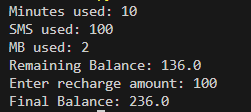 Minutes used: 10
SMS used: 100
MB used: 2
Remaining Balance: 136.0
Enter recharge amount: 100
Final Balance: 236.0